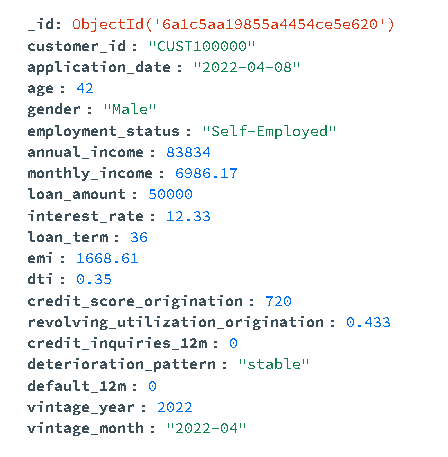 _id: ObjectId('6a1c5aa19855a4454ce5e620')
customer_id : "CUST100000"
application_date : "2022-04-08"
age : 42
gender : "Male"
employment_status : "Self-Employed"
annual_income : 83834
monthly_income : 6986.17
loan_amount : 50000
interest_rate : 12.33
loan_term : 36
emi : 1668.61
dti : 0.35
credit_score_origination : 720
revolving_utilization_origination : 0.433
credit_inquiries_12m : 0
deterioration_pattern : "stable"
default_12m : 0
vintage_year : 2022
vintage_month : "2022-04"